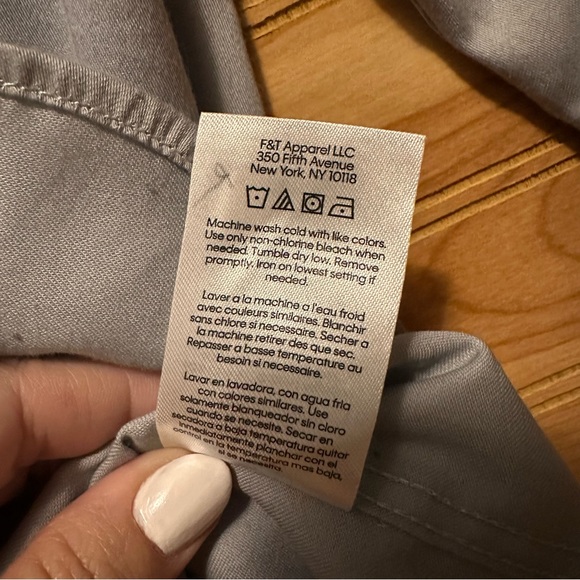 F&T Apparel LLC
350 Fifth Avenue
New York, NY 10118
Machine wash cold with like colors.
Use only non-chlorine bleach when
needed. Tumble dry low. Remove
promptly. Iron on lowest setting if
needed.
Laver a la machine a l'eau froid
avec couleurs similaires. Blanchir
sans chlore si necessaire. Secher a
la machine retirer des que sec.
Repasser a basse temperature au
besoin si necessaire.
Lavar en lavadora, con agua fria
con colores similares. Use
solamente blanqueador sin cloro
cuando se necesite. Secar en
secadora a baja temperatura quitar
inmediatamente planchar con el
control en la temperatura mas baja,
si se necesita.